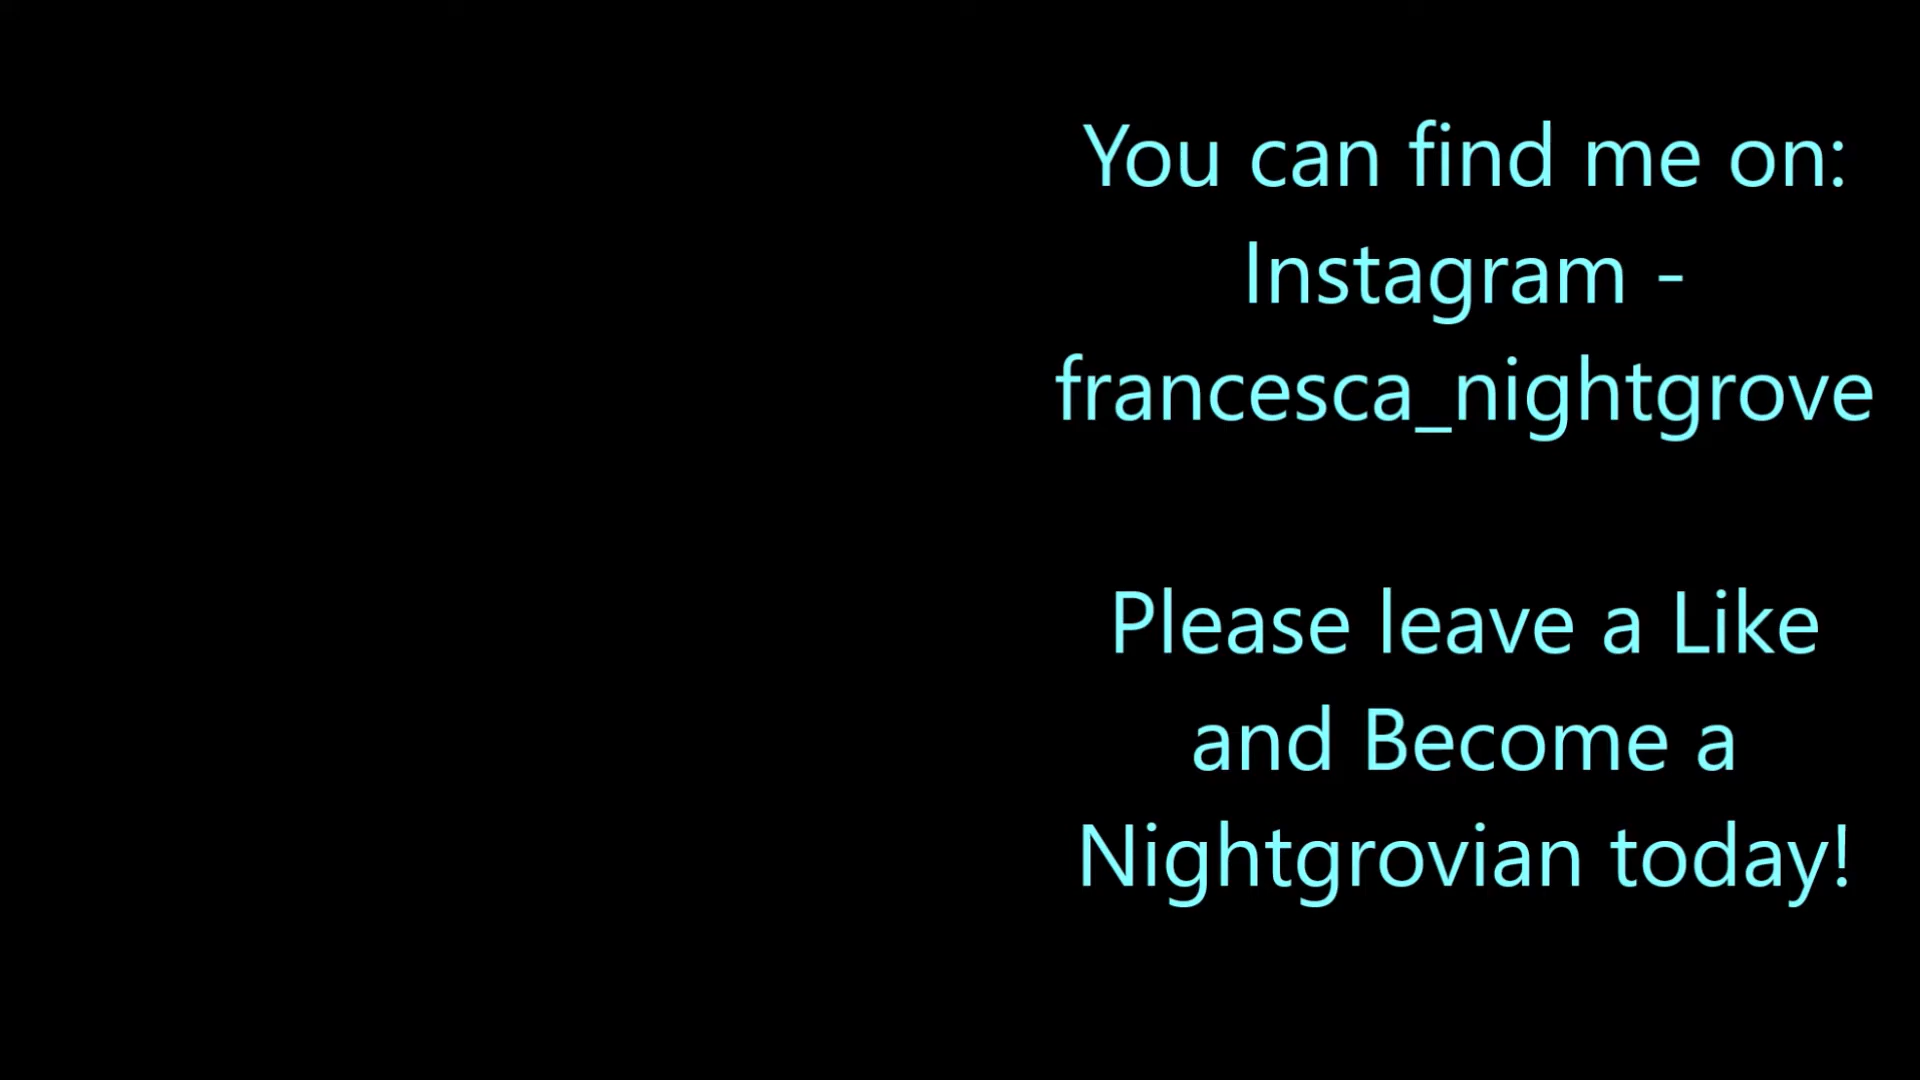 You can find me on:
Instagram -
francesca_nightgrove
Please leave a Like
and Become a
Nightgrovian today!